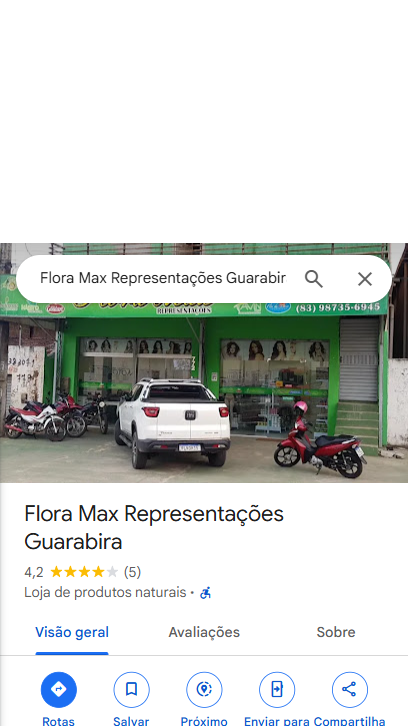 Flora Max Representações Guarabir
REPRESENTAÇÕES
(83) 98735-6945
Flora Max Representações
Guarabira
4,2 (5)
Loja de produtos naturais ·
Visão geral Avaliações Sobre
Rotas Salvar Próximo Enviar para Compartilha